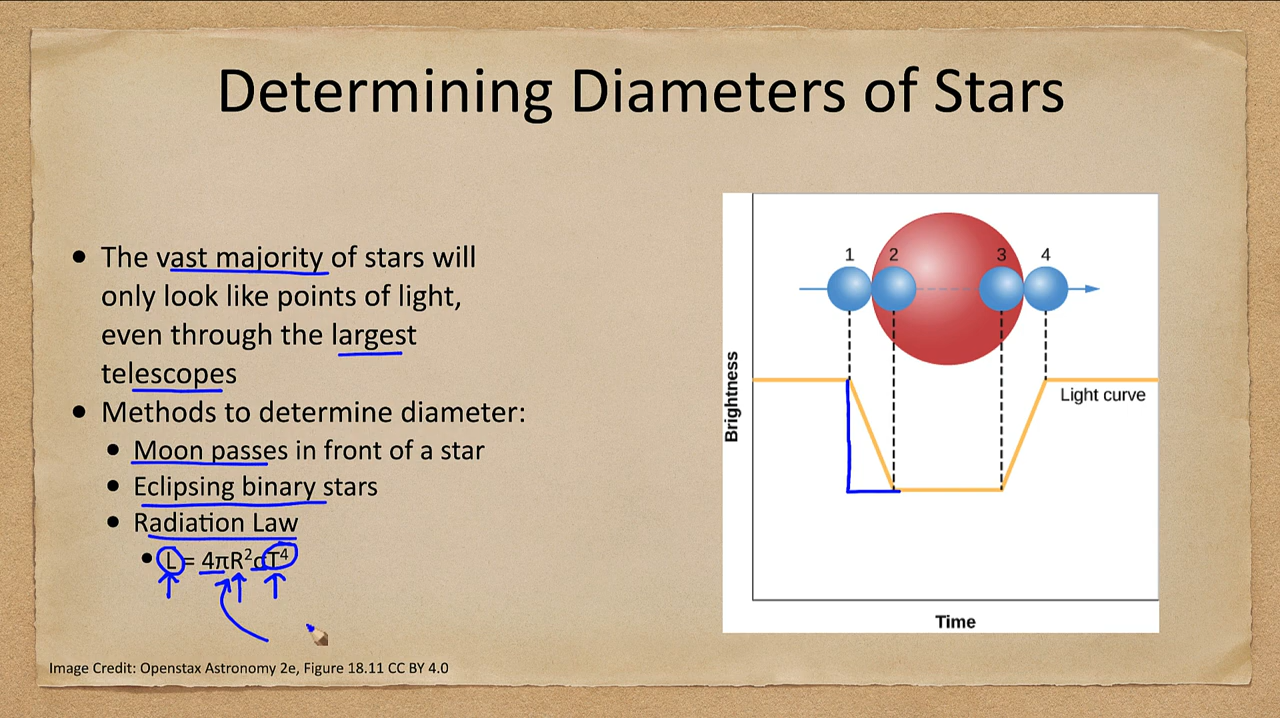 Determining Diameters of Stars
• The vast majority of stars will
only look like points of light,
even through the largest
telescopes
• Methods to determine diameter:
• Moon passes in front of a star
• Eclipsing binary stars
• Radiation Law
• L = 4πR²σT⁴
Image Credit: Openstax Astronomy 2e, Figure 18.11 CC BY 4.0
1 2 3 4
Brightness
Light curve
Time